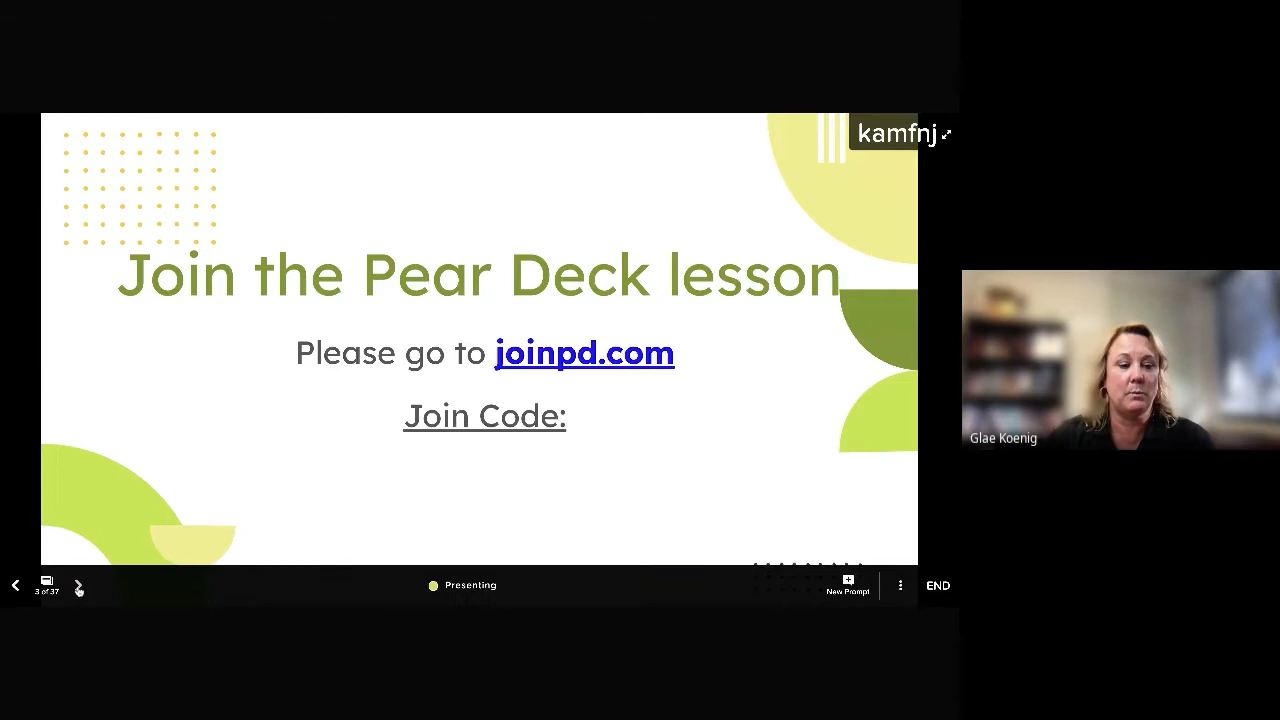 kamfnj
Join the Pear Deck lesson
Please go to joinpd.com
Join Code:
Glae Koenig
3 of 37
Presenting
New Prompt
END